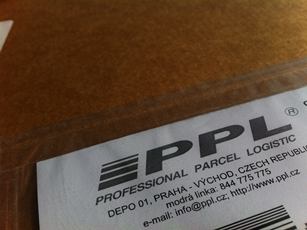 PPL®
PROFESSIONAL PARCEL LOGISTIC
DEPO 01, PRAHA - VÝCHOD, CZECH REPUBLI
modrá linka: 844 775 775
e-mail: info@ppl.cz; http://www.ppl.cz